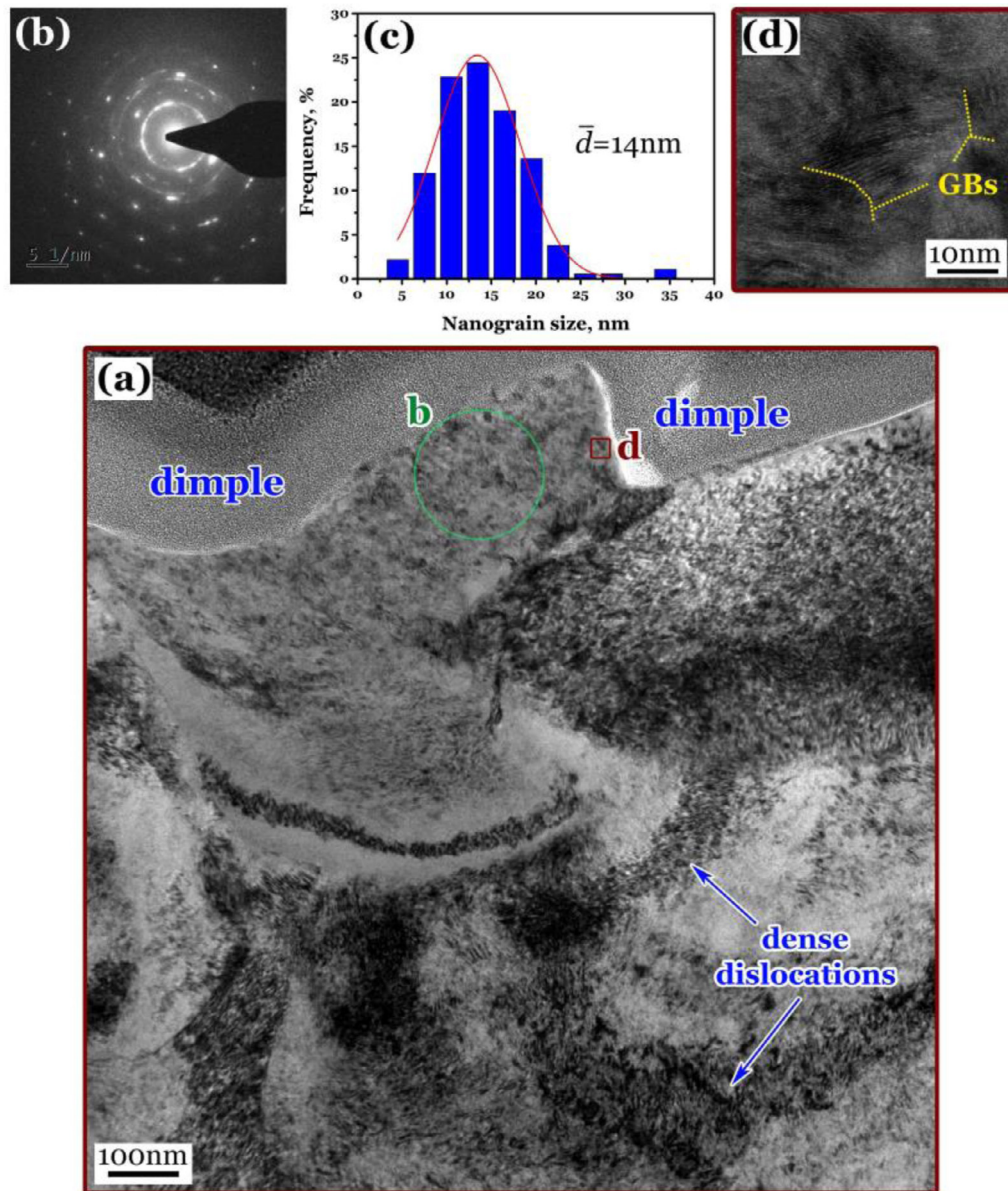 (b)
5 1/nm
(c)
Frequency, %
30
25
20
15
10
5
0
0 5 10 15 20 25 30 35 40
Nanograin size, nm
d̅=14nm
(d)
GBs
10nm
(a)
b
dimple
d
dimple
dense
dislocations
100nm